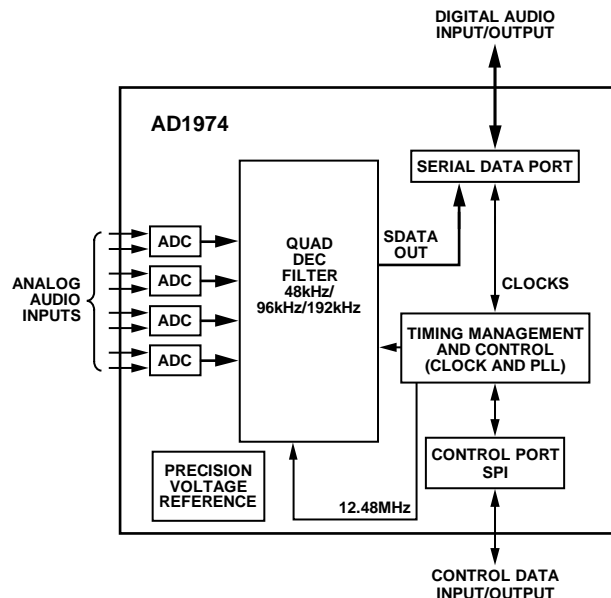 DIGITAL AUDIO
INPUT/OUTPUT
AD1974
SERIAL DATA PORT
ADC
ADC
ADC
ADC
QUAD
DEC
FILTER
48kHz/
96kHz/192kHz
SDATA
OUT
CLOCKS
ANALOG
AUDIO
INPUTS
TIMING MANAGEMENT
AND CONTROL
(CLOCK AND PLL)
CONTROL PORT
SPI
PRECISION
VOLTAGE
REFERENCE
12.48MHz
CONTROL DATA
INPUT/OUTPUT